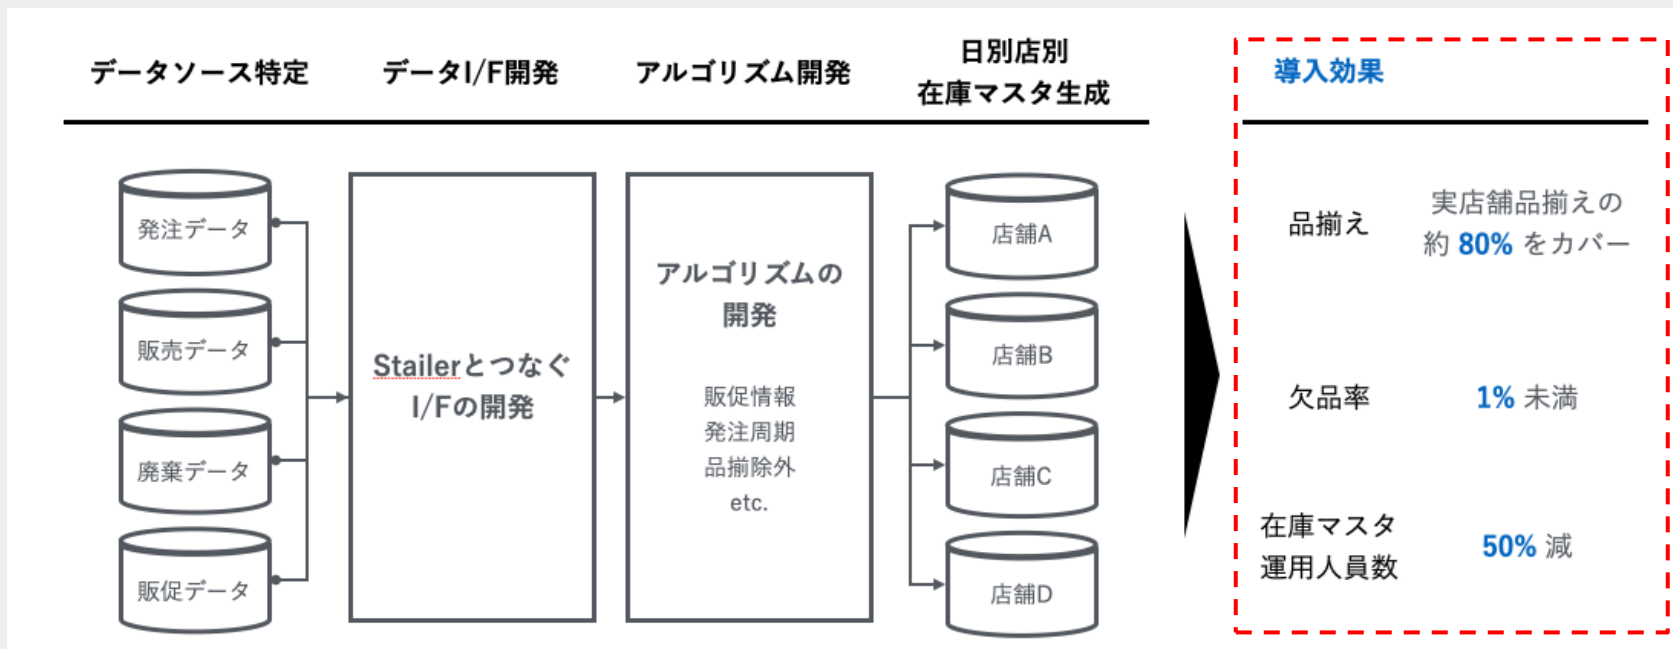 データソース特定
データI/F開発
アルゴリズム開発
日別店別
在庫マスタ生成
導入効果
発注データ
販売データ
廃棄データ
販促データ
Stailerとつなぐ
I/Fの開発
アルゴリズムの
開発
販促情報
発注周期
品揃除外
etc.
店舗A
店舗B
店舗C
店舗D
品揃え
実店舗品揃えの
約 80% をカバー
欠品率
1% 未満
在庫マスタ
運用人員数
50% 減